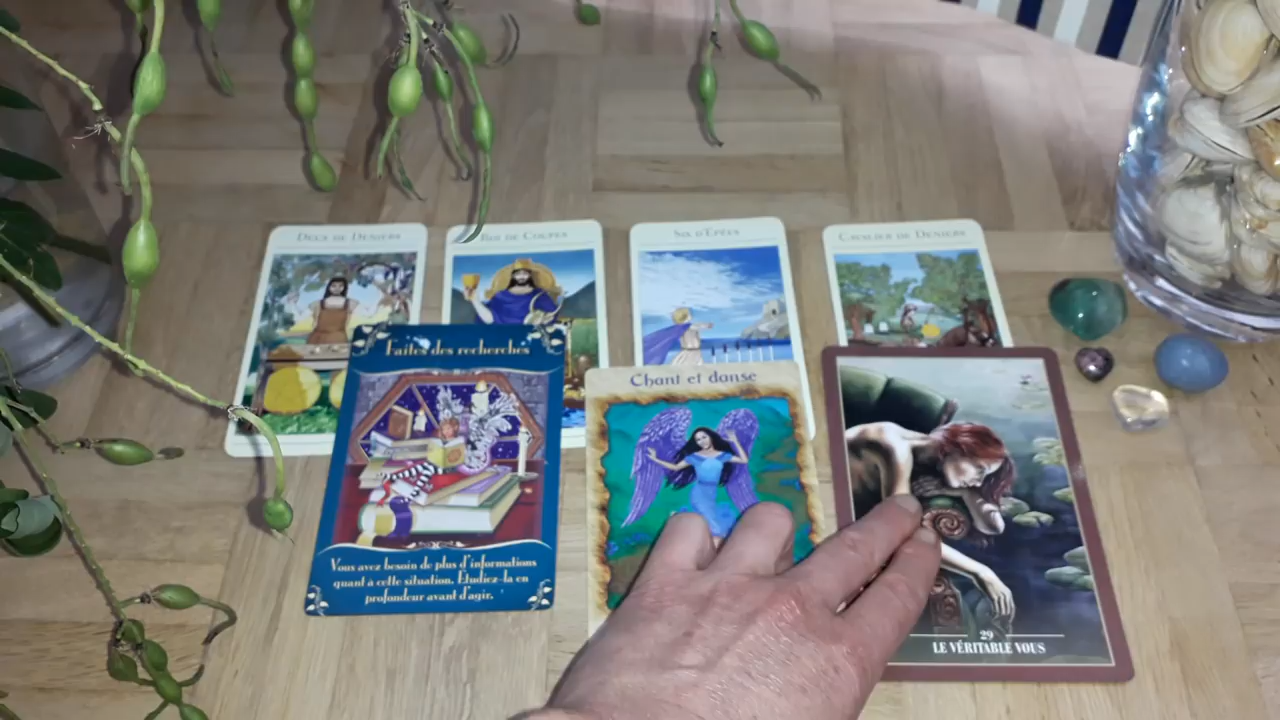 DEUX DE DENIERS
ROI DE COUPES
SIX D'ÉPÉES
CAVALIER DE DENIERS
Faites des recherches
Vous avez besoin de plus d'informations
quant à cette situation. Étudiez-la en
profondeur avant d'agir.
Chant et danse
29
LE VÉRITABLE VOUS